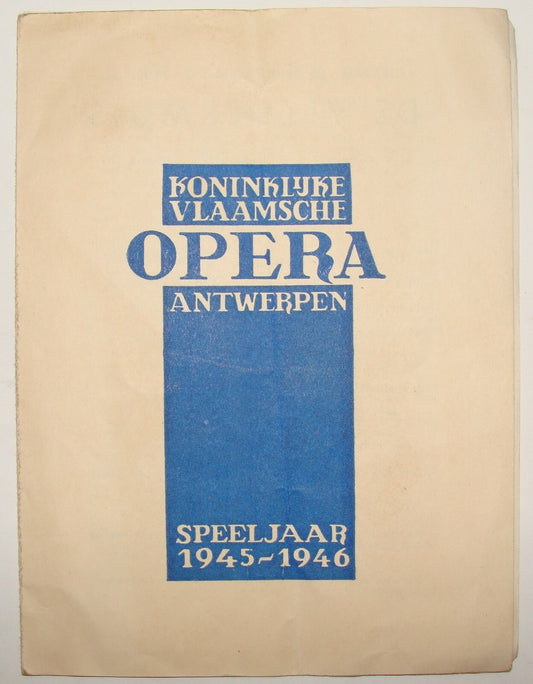 KONINKLIJKE
VLAAMSCHE
OPERA
ANTWERPEN
SPEELJAAR
1945-1946